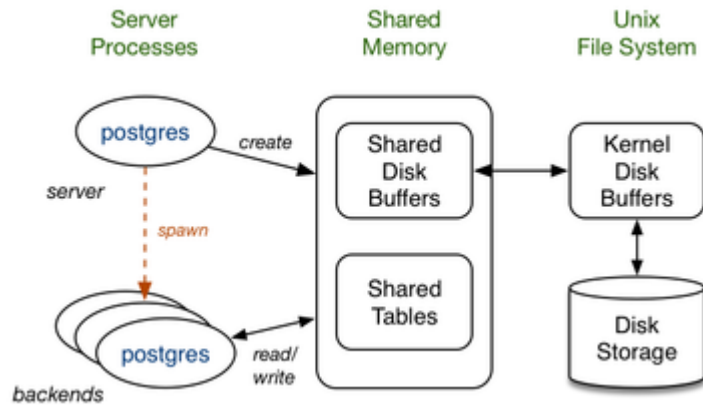 Server
Processes
Shared
Memory
Unix
File System
postgres
create
Shared
Disk
Buffers
Kernel
Disk
Buffers
server
spawn
Shared
Tables
postgres
read/
write
Disk
Storage
backends